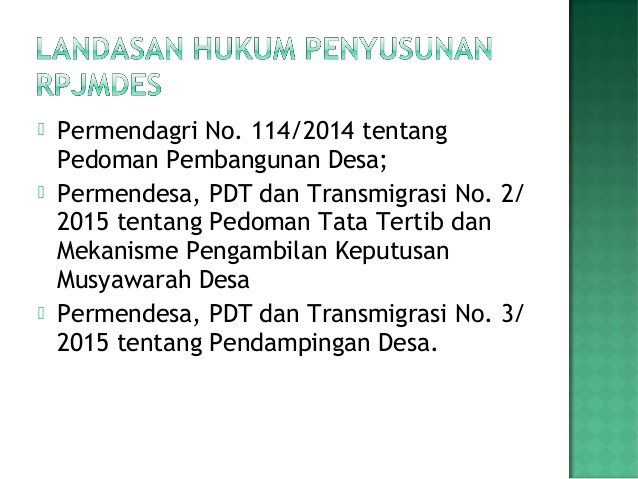 LANDASAN HUKUM PENYUSUNAN
RPJMDES
Permendagri No. 114/2014 tentang
Pedoman Pembangunan Desa;
Permendesa, PDT dan Transmigrasi No. 2/
2015 tentang Pedoman Tata Tertib dan
Mekanisme Pengambilan Keputusan
Musyawarah Desa
Permendesa, PDT dan Transmigrasi No. 3/
2015 tentang Pendampingan Desa.